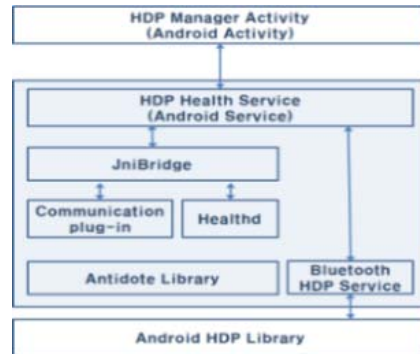 HDP Manager Activity
(Android Activity)
HDP Health Service
(Android Service)
JniBridge
Communication
plug-in
Healthd
Antidote Library
Bluetooth
HDP Service
Android HDP Library